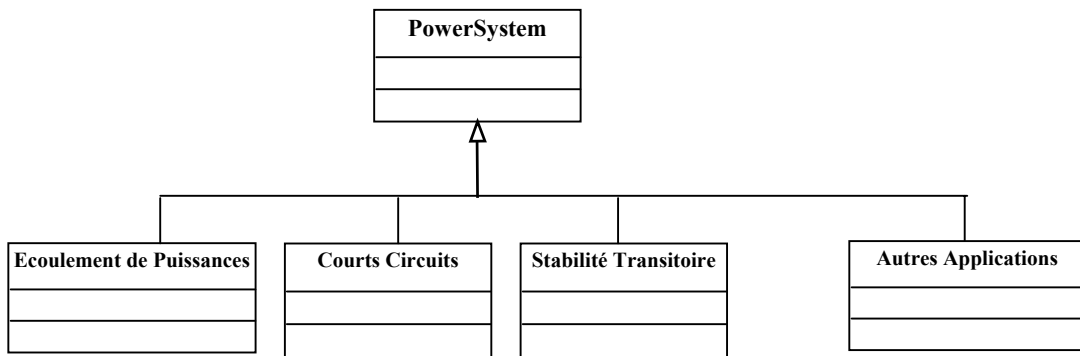 PowerSystem
Ecoulement de Puissances
Courts Circuits
Stabilité Transitoire
Autres Applications